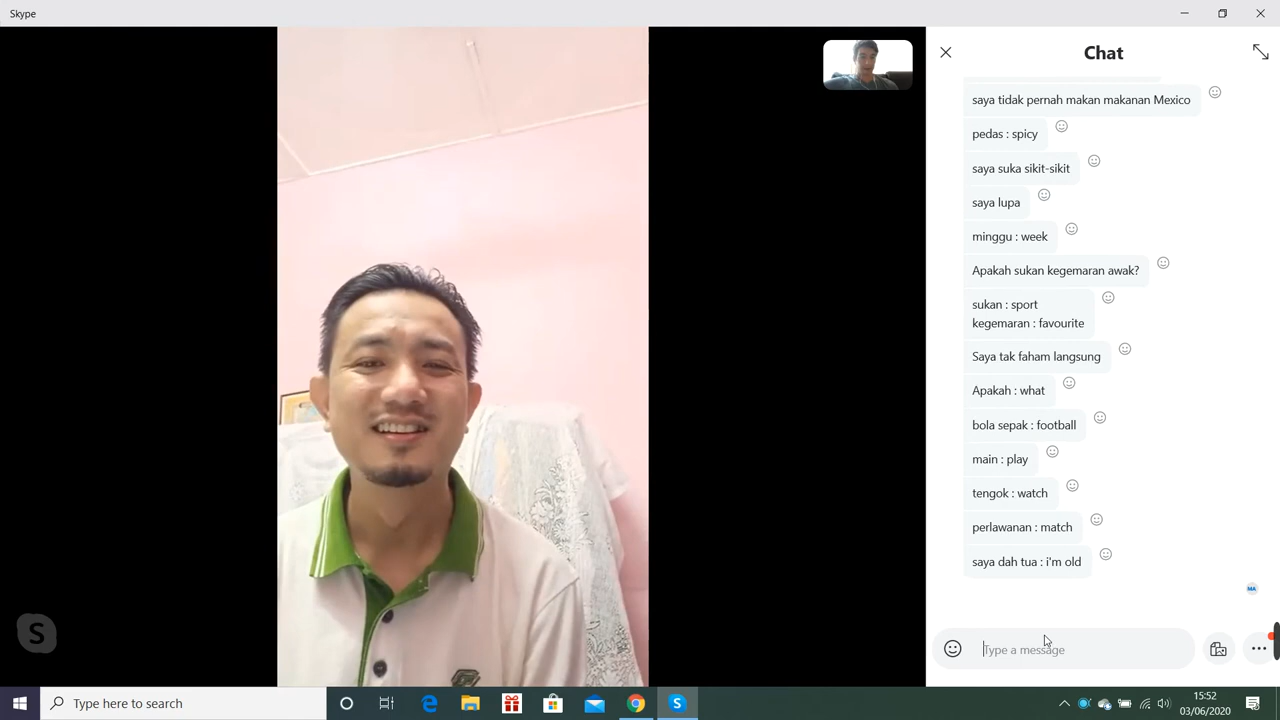 Skype
Chat
saya tidak pernah makan makanan Mexico
pedas : spicy
saya suka sikit-sikit
saya lupa
minggu : week
Apakah sukan kegemaran awak?
sukan : sport
kegemaran : favourite
Saya tak faham langsung
Apakah : what
bola sepak : football
main : play
tengok : watch
perlawanan : match
saya dah tua : i'm old
MA
Type a message
S
Type here to search
15:52
03/06/2020